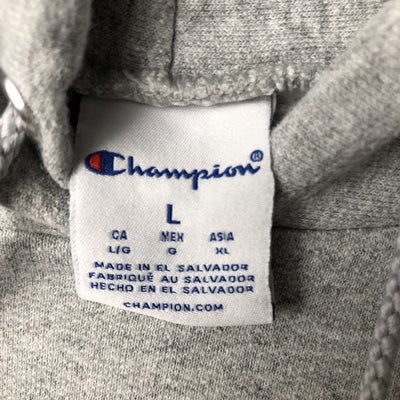 Champion®
L
CA MEX ASIA
L/G G XL
MADE IN EL SALVADOR
FABRIQUÉ AU SALVADOR
HECHO EN EL SALVADOR
CHAMPION.COM